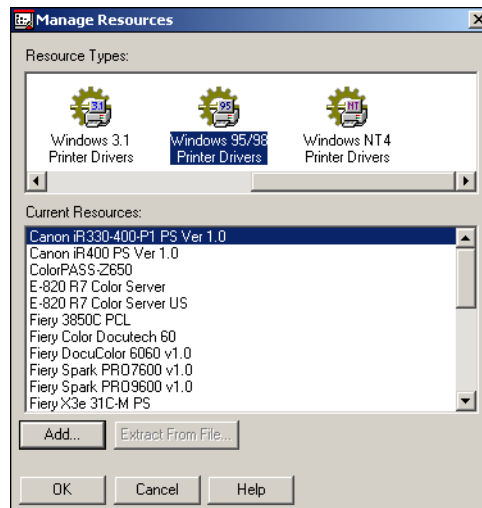 Manage Resources
Resource Types:
3.1
95
NT
Windows 3.1
Printer Drivers
Windows 95/98
Printer Drivers
Windows NT4
Printer Drivers
Current Resources:
Canon iR330-400-P1 PS Ver 1.0
Canon iR400 PS Ver 1.0
ColorPASS-Z650
E-820 R7 Color Server
E-820 R7 Color Server US
Fiery 3850C PCL
Fiery Color Docutech 60
Fiery DocuColor 6060 v1.0
Fiery Spark PRO7600 v1.0
Fiery Spark PRO9600 v1.0
Fiery X3e 31C-M PS
Add...
Extract From File...
OK
Cancel
Help